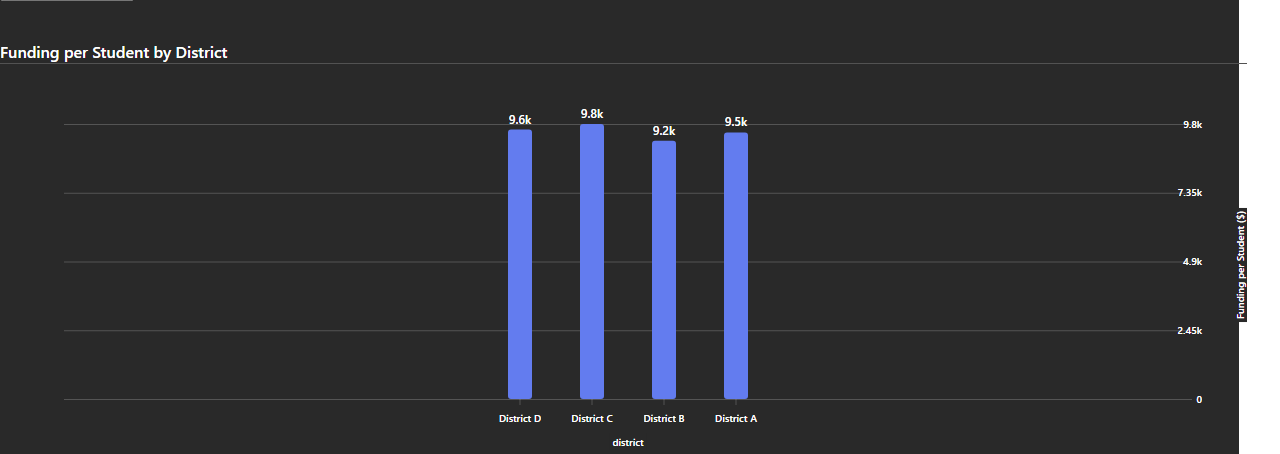 Funding per Student by District
9.6k
9.8k
9.2k
9.5k
9.8k
7.35k
4.9k
2.45k
0
Funding per Student ($)
District D
District C
District B
District A
district